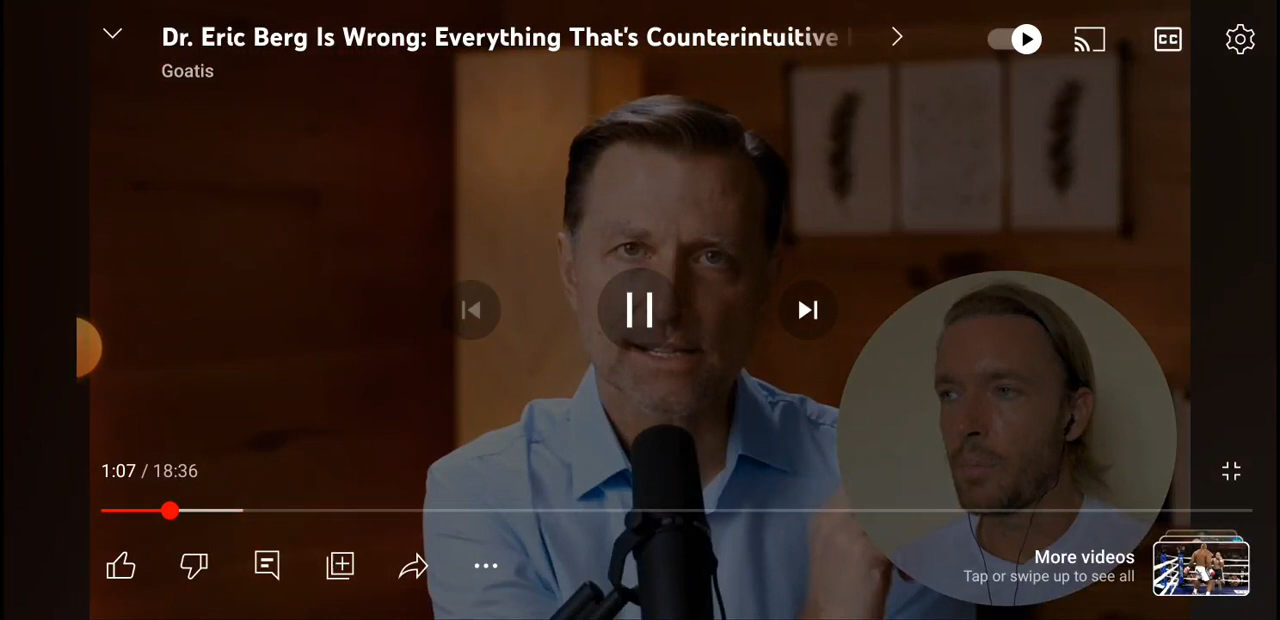 Dr. Eric Berg Is Wrong: Everything That's Counterintuitive
Goatis
CC
1:07 / 18:36
More videos
Tap or swipe up to see all